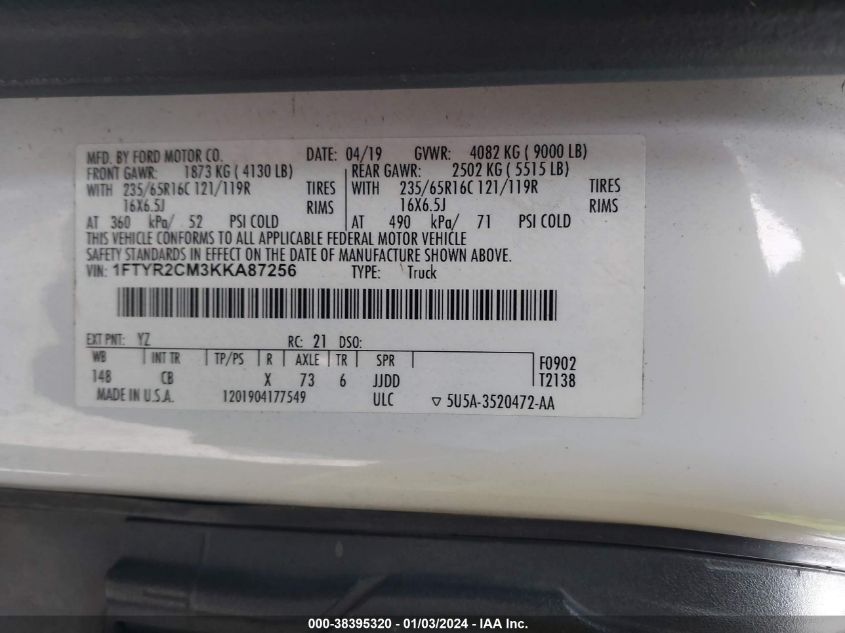 MFD. BY FORD MOTOR CO. DATE: 04/19 GVWR: 4082 KG ( 9000 LB)
FRONT GAWR: 1873 KG ( 4130 LB) REAR GAWR: 2502 KG ( 5515 LB)
WITH 235/65R16C 121/119R TIRES WITH 235/65R16C 121/119R TIRES
16X6.5J RIMS 16X6.5J RIMS
AT 360 kPa/ 52 PSI COLD AT 490 kPa/ 71 PSI COLD
THIS VEHICLE CONFORMS TO ALL APPLICABLE FEDERAL MOTOR VEHICLE
SAFETY STANDARDS IN EFFECT ON THE DATE OF MANUFACTURE SHOWN ABOVE.
VIN: 1FTYR2CM3KKA87256 TYPE: Truck
EXT PNT: YZ RC: 21 DSO:
WB INT TR TP/PS R AXLE TR SPR F0902
148 CB X 73 6 JJDD T2138
MADE IN U.S.A. 1201904177549 ULC ▽ 5U5A-3520472-AA
000-38395320 - 01/03/2024 - IAA Inc.